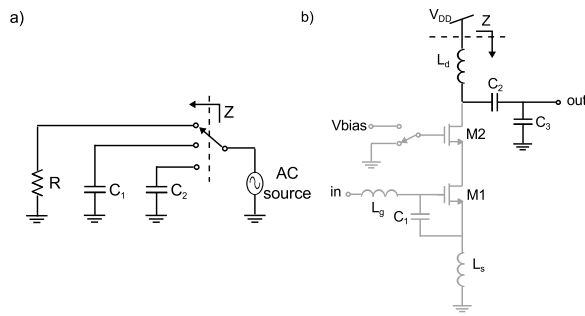 a)
Z
R
C1
C2
AC
source
b)
VDD
Z
Ld
C2
out
C3
Vbias
M2
in
Lg
C1
M1
Ls